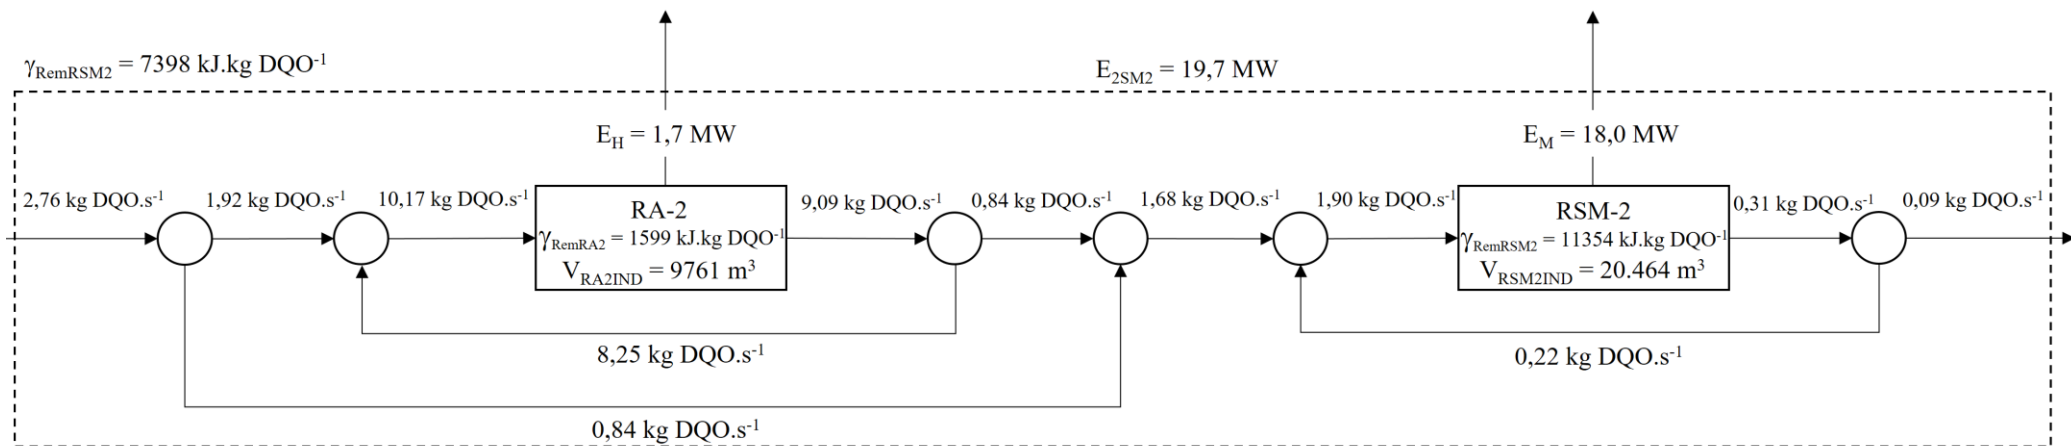 γRemRSM2 = 7398 kJ.kg DQO-1
E2SM2 = 19,7 MW
EH = 1,7 MW
EM = 18,0 MW
2,76 kg DQO.s-1
1,92 kg DQO.s-1
10,17 kg DQO.s-1
RA-2
γRemRA2 = 1599 kJ.kg DQO-1
VRA2IND = 9761 m3
9,09 kg DQO.s-1
0,84 kg DQO.s-1
1,68 kg DQO.s-1
1,90 kg DQO.s-1
RSM-2
γRemRSM2 = 11354 kJ.kg DQO-1
VRSM2IND = 20.464 m3
0,31 kg DQO.s-1
0,09 kg DQO.s-1
8,25 kg DQO.s-1
0,22 kg DQO.s-1
0,84 kg DQO.s-1